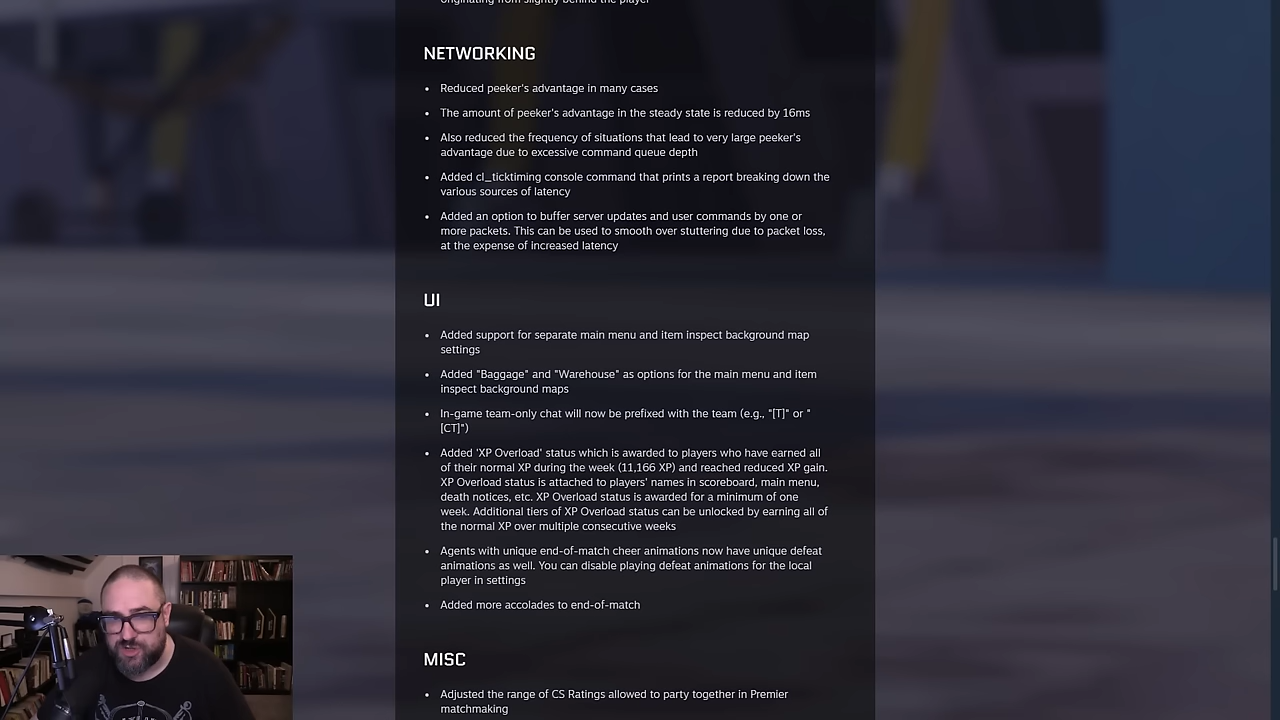 originating from slightly behind the player
NETWORKING
• Reduced peeker's advantage in many cases
• The amount of peeker's advantage in the steady state is reduced by 16ms
• Also reduced the frequency of situations that lead to very large peeker's
advantage due to excessive command queue depth
• Added cl_ticktiming console command that prints a report breaking down the
various sources of latency
• Added an option to buffer server updates and user commands by one or
more packets. This can be used to smooth over stuttering due to packet loss,
at the expense of increased latency
UI
• Added support for separate main menu and item inspect background map
settings
• Added "Baggage" and "Warehouse" as options for the main menu and item
inspect background maps
• In-game team-only chat will now be prefixed with the team (e.g., "[T]" or "
[CT]")
• Added 'XP Overload' status which is awarded to players who have earned all
of their normal XP during the week (11,166 XP) and reached reduced XP gain.
XP Overload status is attached to players' names in scoreboard, main menu,
death notices, etc. XP Overload status is awarded for a minimum of one
week. Additional tiers of XP Overload status can be unlocked by earning all of
the normal XP over multiple consecutive weeks
• Agents with unique end-of-match cheer animations now have unique defeat
animations as well. You can disable playing defeat animations for the local
player in settings
• Added more accolades to end-of-match
MISC
• Adjusted the range of CS Ratings allowed to party together in Premier
matchmaking